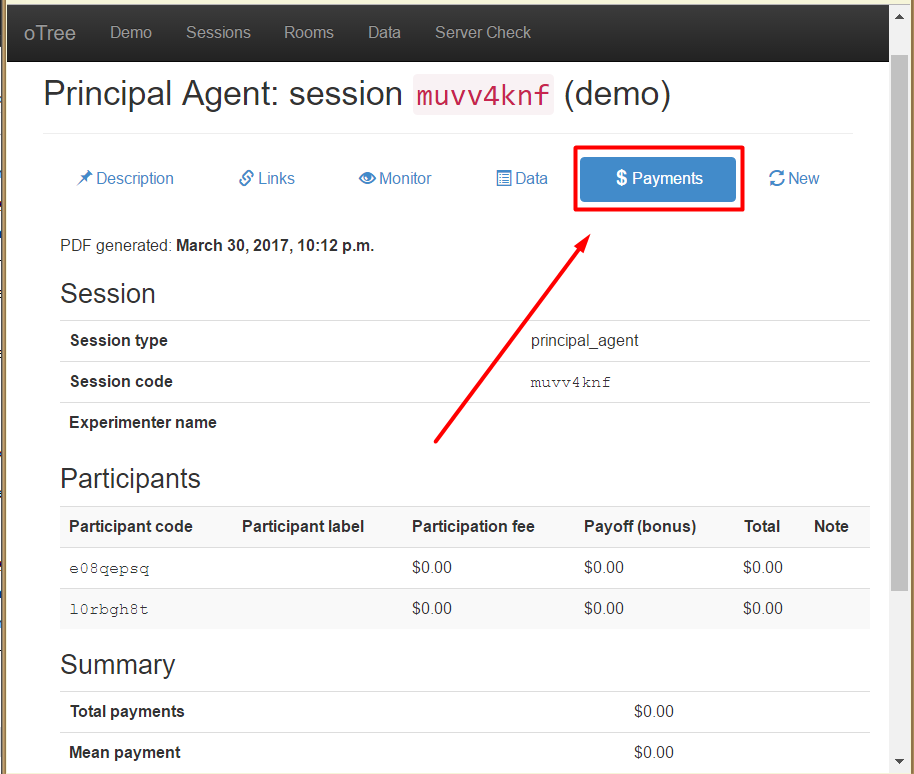 oTree Demo Sessions Rooms Data Server Check
Principal Agent: session muvv4knf (demo)
Description Links Monitor Data $ Payments New
PDF generated: March 30, 2017, 10:12 p.m.
Session
Session type principal_agent
Session code muvv4knf
Experimenter name
Participants
Participant code Participant label Participation fee Payoff (bonus) Total Note
e08qepsq $0.00 $0.00 $0.00
l0rbgh8t $0.00 $0.00 $0.00
Summary
Total payments $0.00
Mean payment $0.00